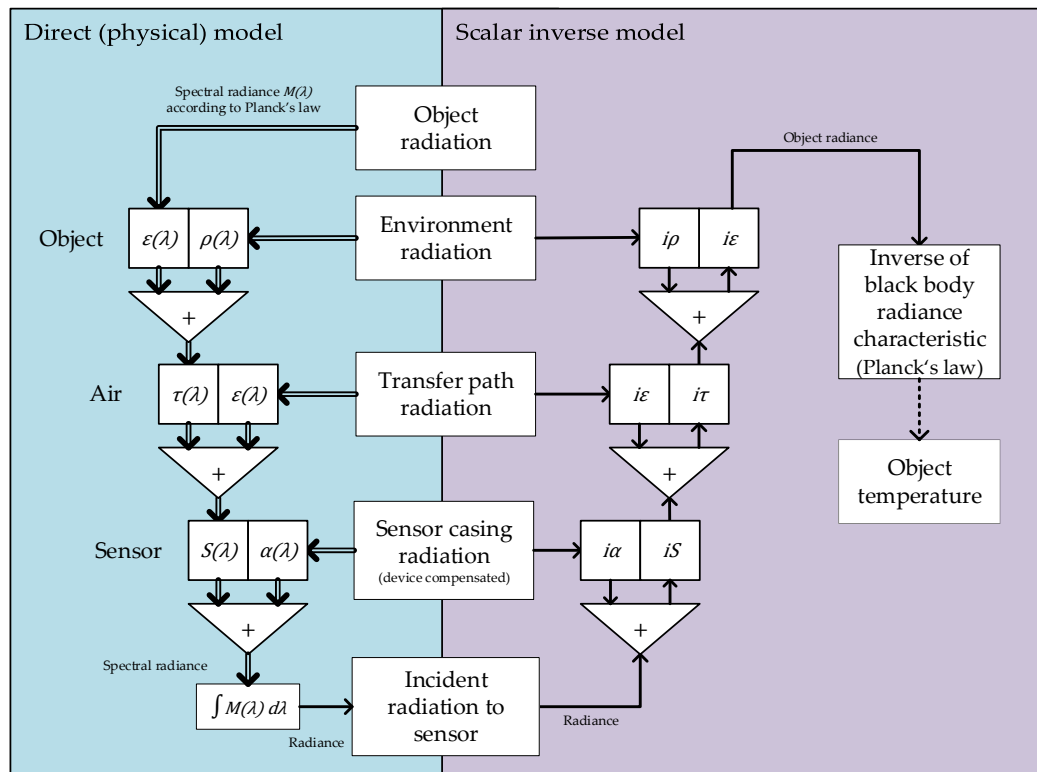 Direct (physical) model
Scalar inverse model
Spectral radiance M(λ)
according to Planck's law
Object
radiation
Object radiance
Object
ε(λ)
ρ(λ)
Environment
radiation
iρ
iε
+
+
Inverse of
black body
radiance
characteristic
(Planck‘s law)
Air
τ(λ)
ε(λ)
Transfer path
radiation
iε
iτ
+
+
Object
temperature
Sensor
S(λ)
α(λ)
Sensor casing
radiation
(device compensated)
iα
iS
+
+
Spectral radiance
∫ M(λ) dλ
Radiance
Incident
radiation to
sensor
Radiance